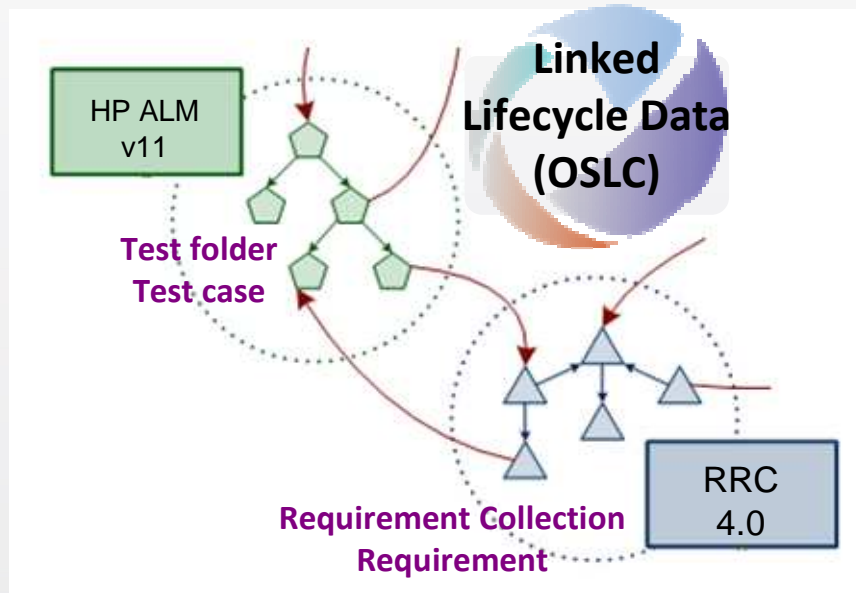 Linked
Lifecycle Data
(OSLC)
HP ALM
v11
Test folder
Test case
Requirement Collection
Requirement
RRC
4.0